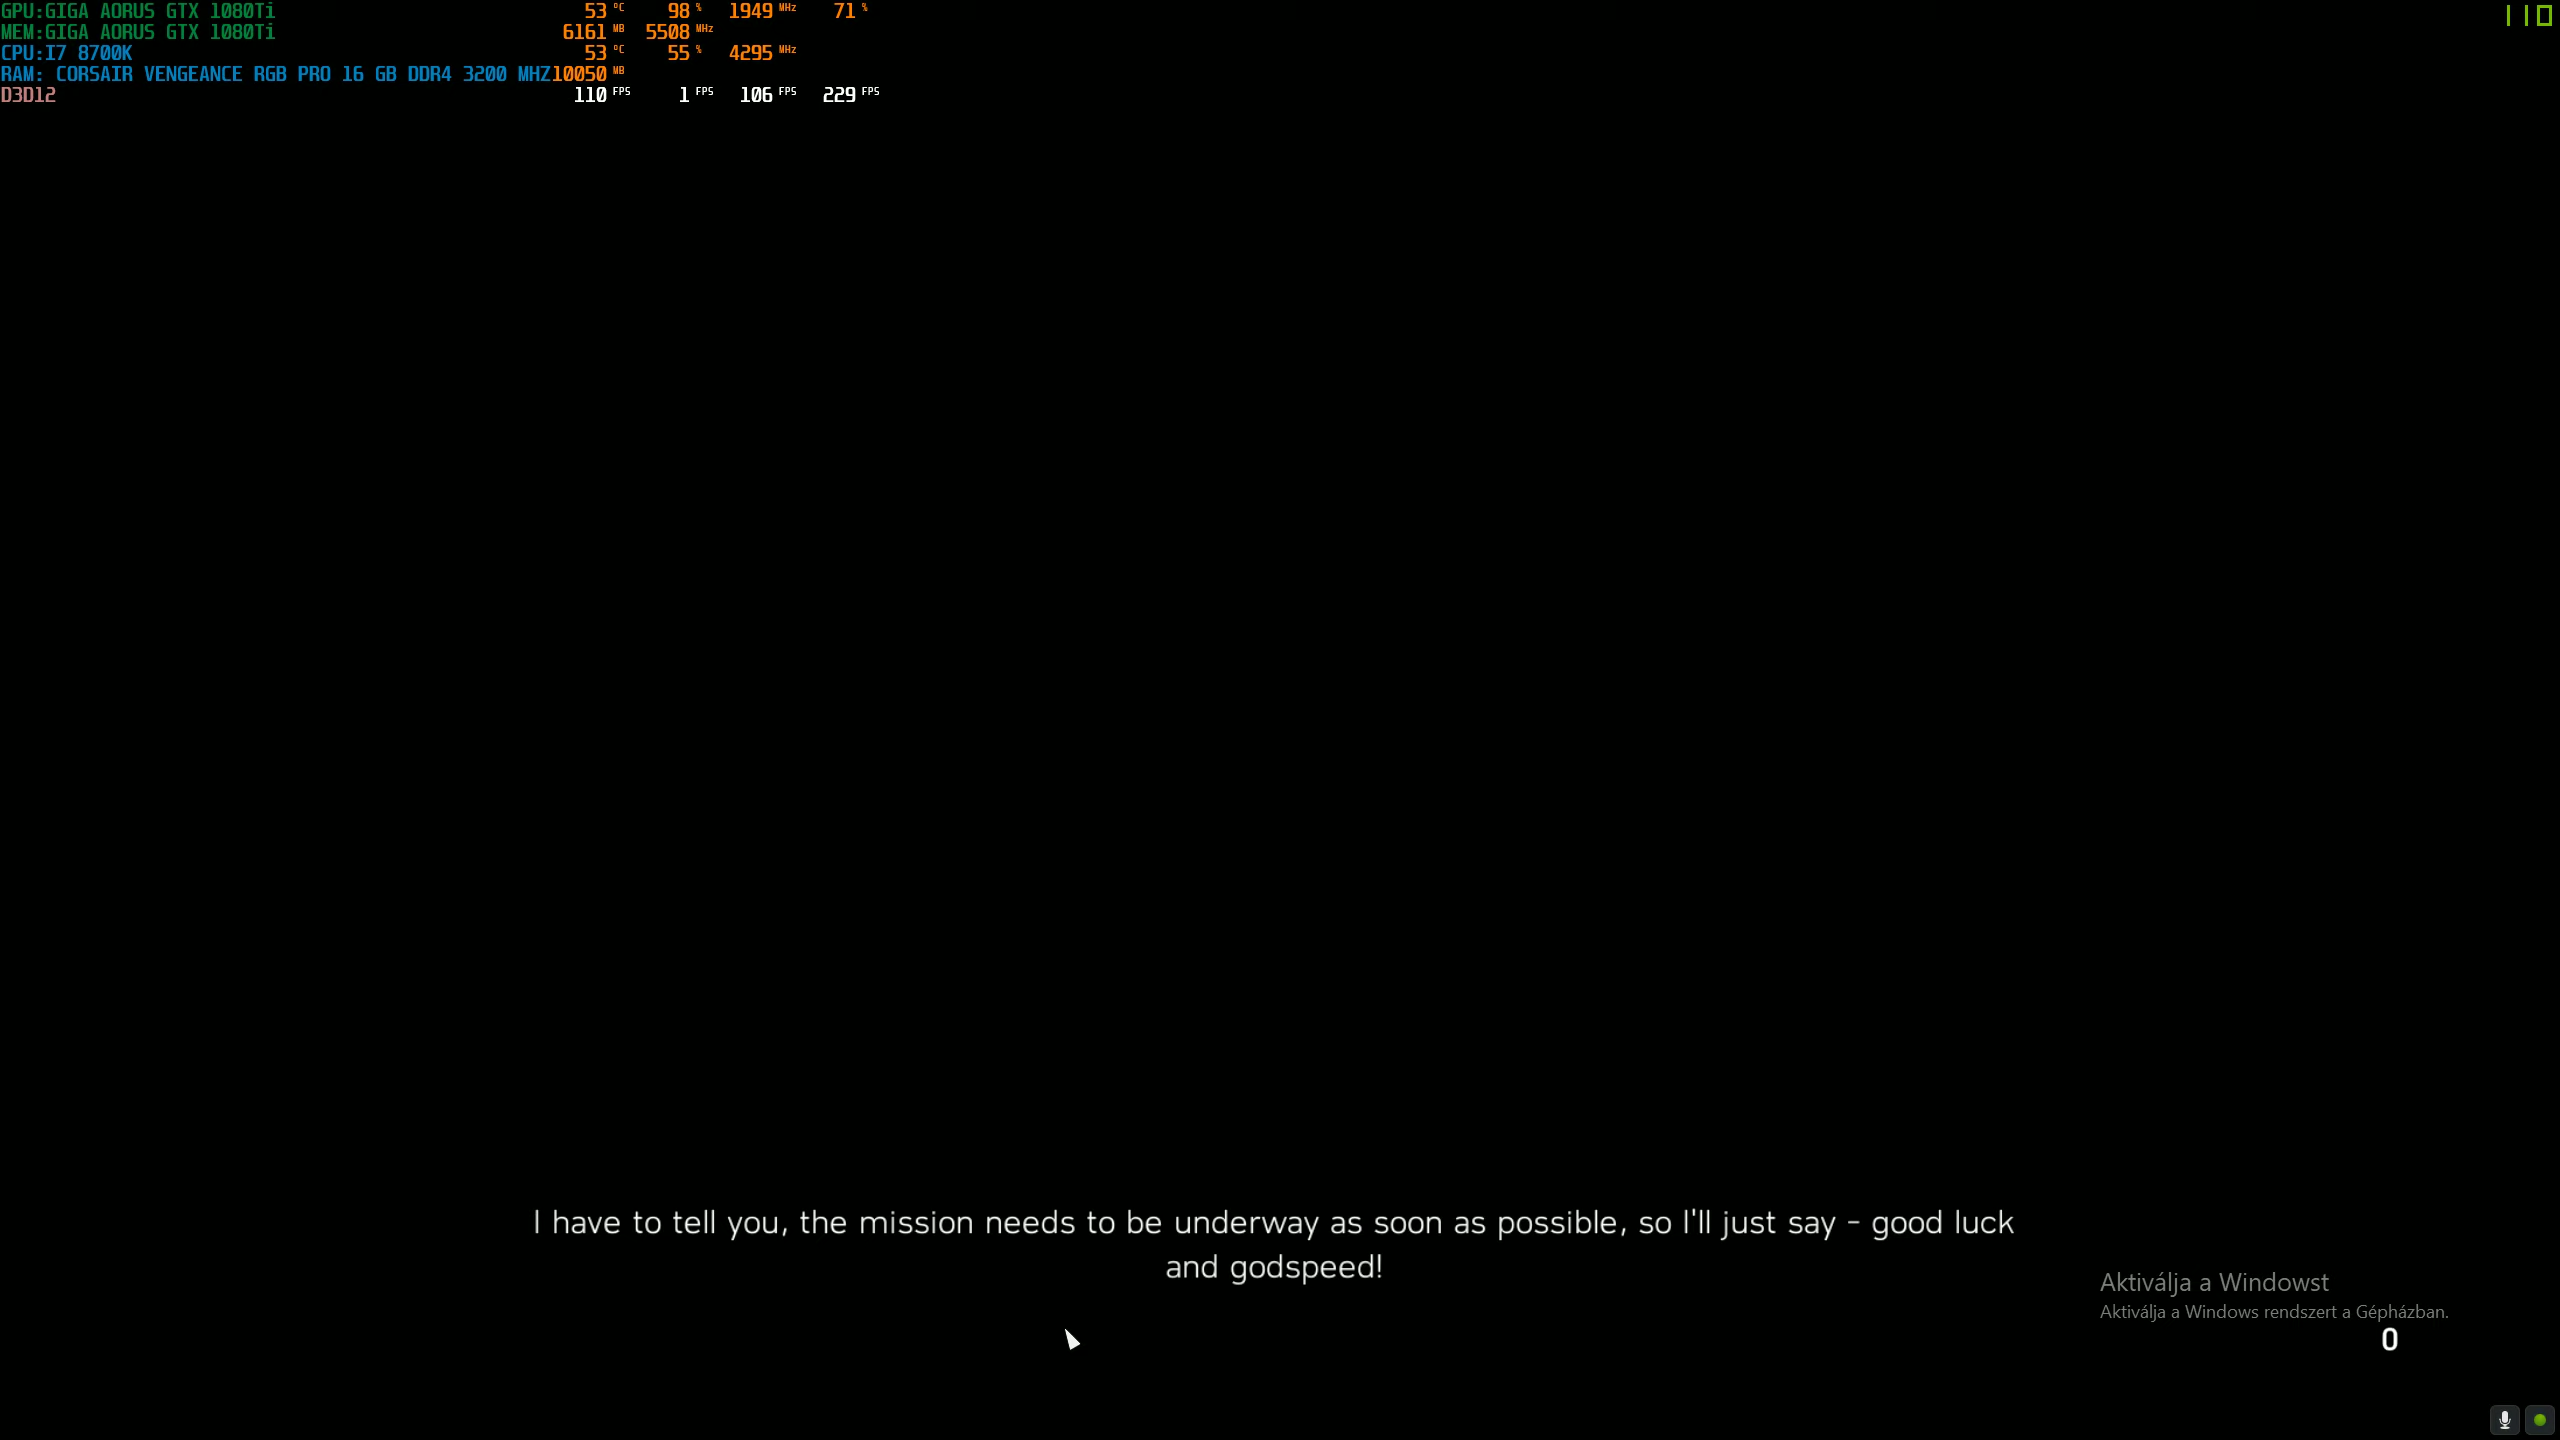 GPU:GIGA AORUS GTX 1080Ti 53 °C 98 % 1949 MHz 71 % 110
MEM:GIGA AORUS GTX 1080Ti 6161 MB 5508 MHz
CPU:I7 8700K 53 °C 55 % 4295 MHz
RAM: CORSAIR VENGEANCE RGB PRO 16 GB DDR4 3200 MHZ 10050 MB
D3D12 110 FPS 1 FPS 106 FPS 229 FPS
I have to tell you, the mission needs to be underway as soon as possible, so I'll just say - good luck
and godspeed!
Aktiválja a Windowst
Aktiválja a Windows rendszert a Gépházban.
0